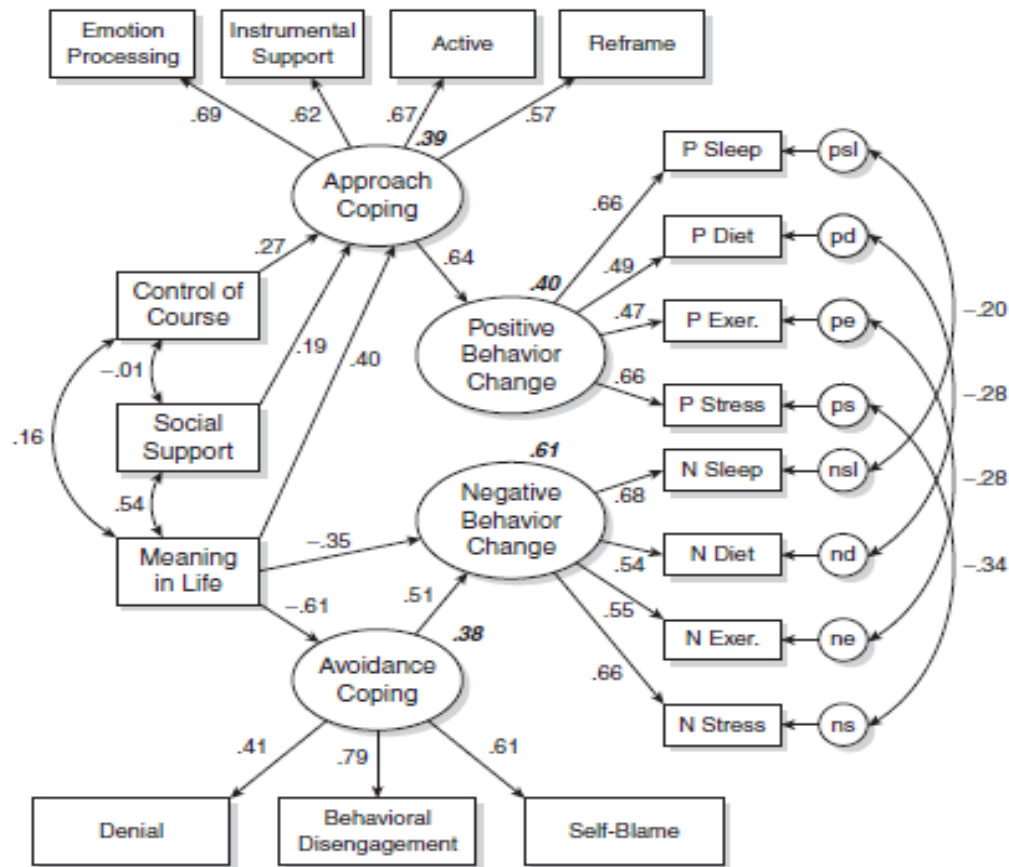 Emotion
Processing
Instrumental
Support
Active
Reframe
.69
.62
.67
.57
.39
Approach
Coping
P Sleep
psl
.66
P Diet
pd
.27
.64
.49
.40
Control of
Course
P Exer.
pe
.47
-.20
Positive
Behavior
Change
.19
.40
-.01
.66
P Stress
ps
-.28
Social
Support
.16
.61
N Sleep
nsl
.68
-.28
.54
Negative
Behavior
Change
-.35
Meaning
in Life
N Diet
nd
.54
-.34
-.61
.51
.55
.38
N Exer.
ne
Avoidance
Coping
.66
N Stress
ns
.41
.79
.61
Denial
Behavioral
Disengagement
Self-Blame